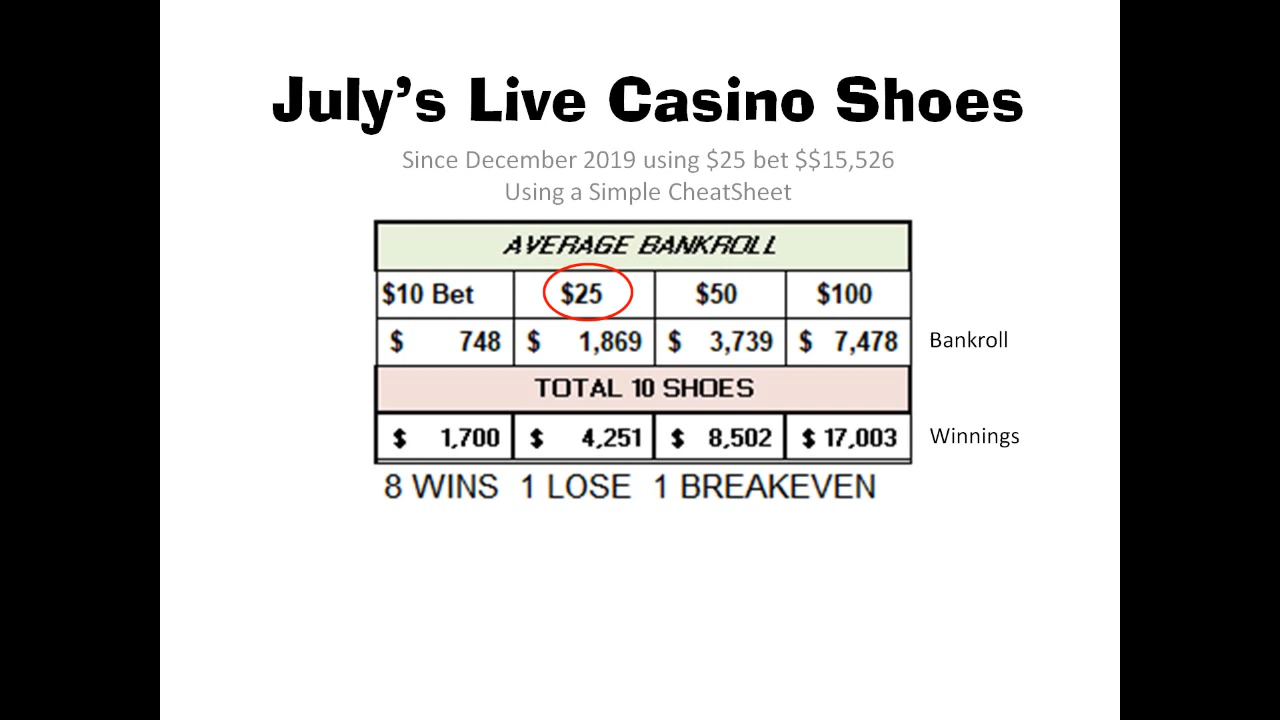 July's Live Casino Shoes
Since December 2019 using $25 bet $$15,526
Using a Simple CheatSheet
AVERAGE BANKROLL
$10 Bet $25 $50 $100
$ 748 $ 1,869 $ 3,739 $ 7,478 Bankroll
TOTAL 10 SHOES
$ 1,700 $ 4,251 $ 8,502 $ 17,003 Winnings
8 WINS 1 LOSE 1 BREAKEVEN